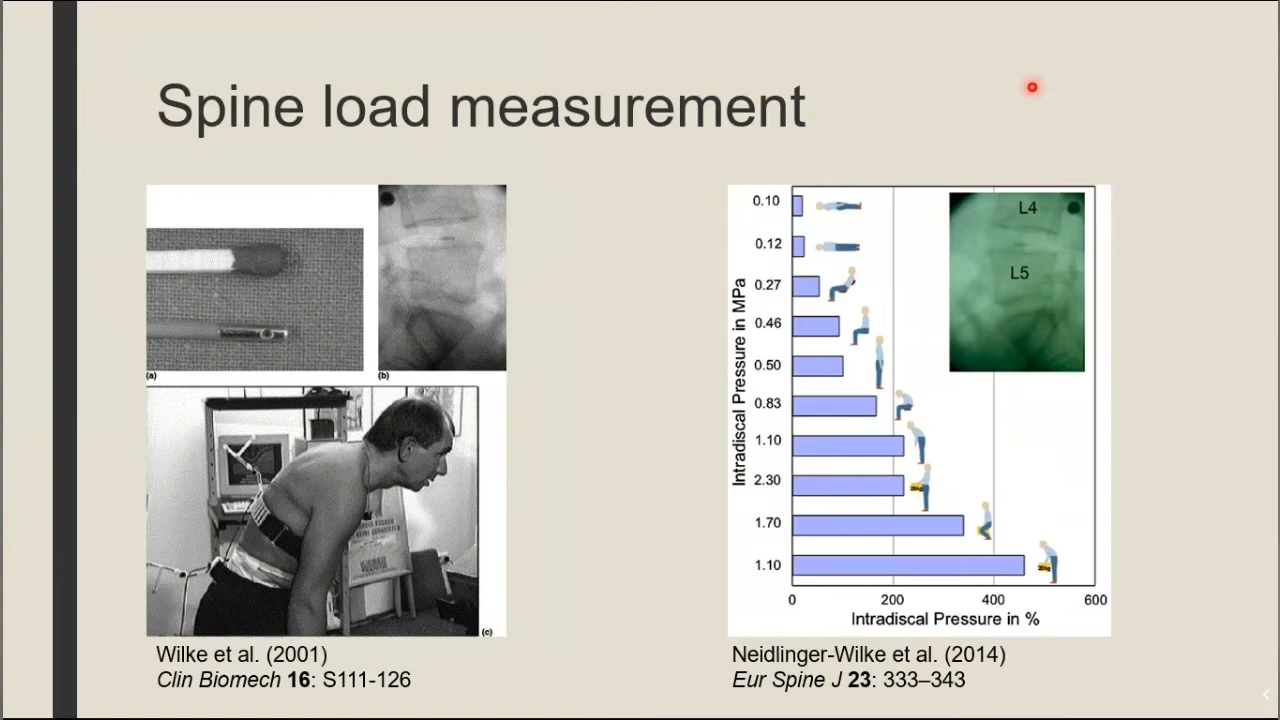 Spine load measurement
(a)
(b)
(c)
Wilke et al. (2001)
Clin Biomech 16: S111-126
L4
L5
Intradiscal Pressure in MPa
0.10
0.12
0.27
0.46
0.50
0.83
1.10
2.30
1.70
1.10
20kg
0 200 400 600
Intradiscal Pressure in %
Neidlinger-Wilke et al. (2014)
Eur Spine J 23: 333–343